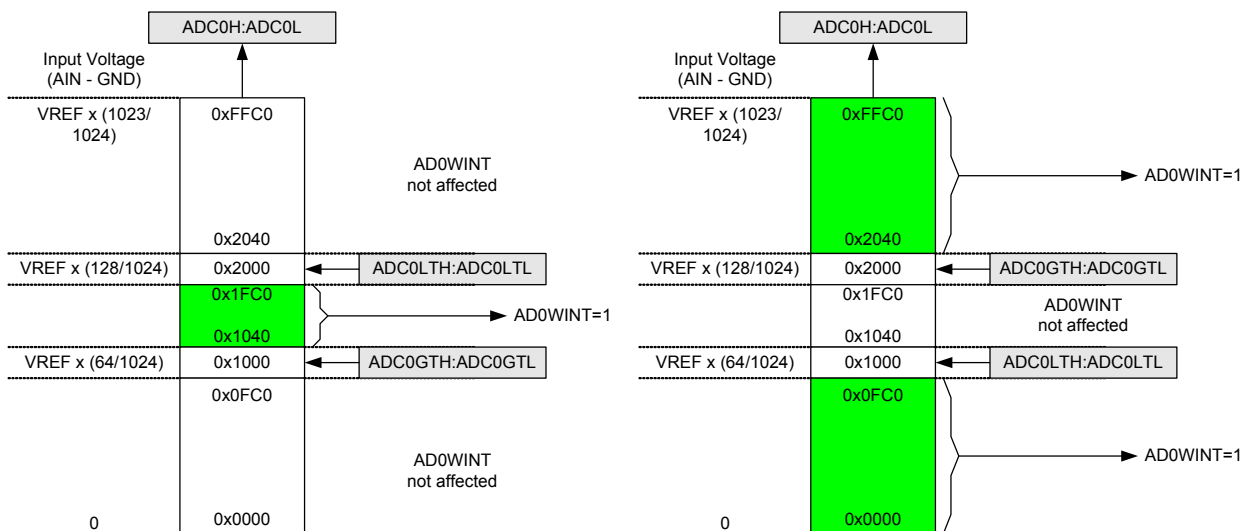 ADC0H:ADC0L
Input Voltage
(AIN - GND)
VREF x (1023/
1024)
0xFFC0
AD0WINT
not affected
0x2040
VREF x (128/1024)
0x2000
ADC0LTH:ADC0LTL
0x1FC0
AD0WINT=1
0x1040
VREF x (64/1024)
0x1000
ADC0GTH:ADC0GTL
0x0FC0
AD0WINT
not affected
0
0x0000
ADC0H:ADC0L
Input Voltage
(AIN - GND)
VREF x (1023/
1024)
0xFFC0
AD0WINT=1
0x2040
VREF x (128/1024)
0x2000
ADC0GTH:ADC0GTL
0x1FC0
AD0WINT
not affected
0x1040
VREF x (64/1024)
0x1000
ADC0LTH:ADC0LTL
0x0FC0
AD0WINT=1
0
0x0000